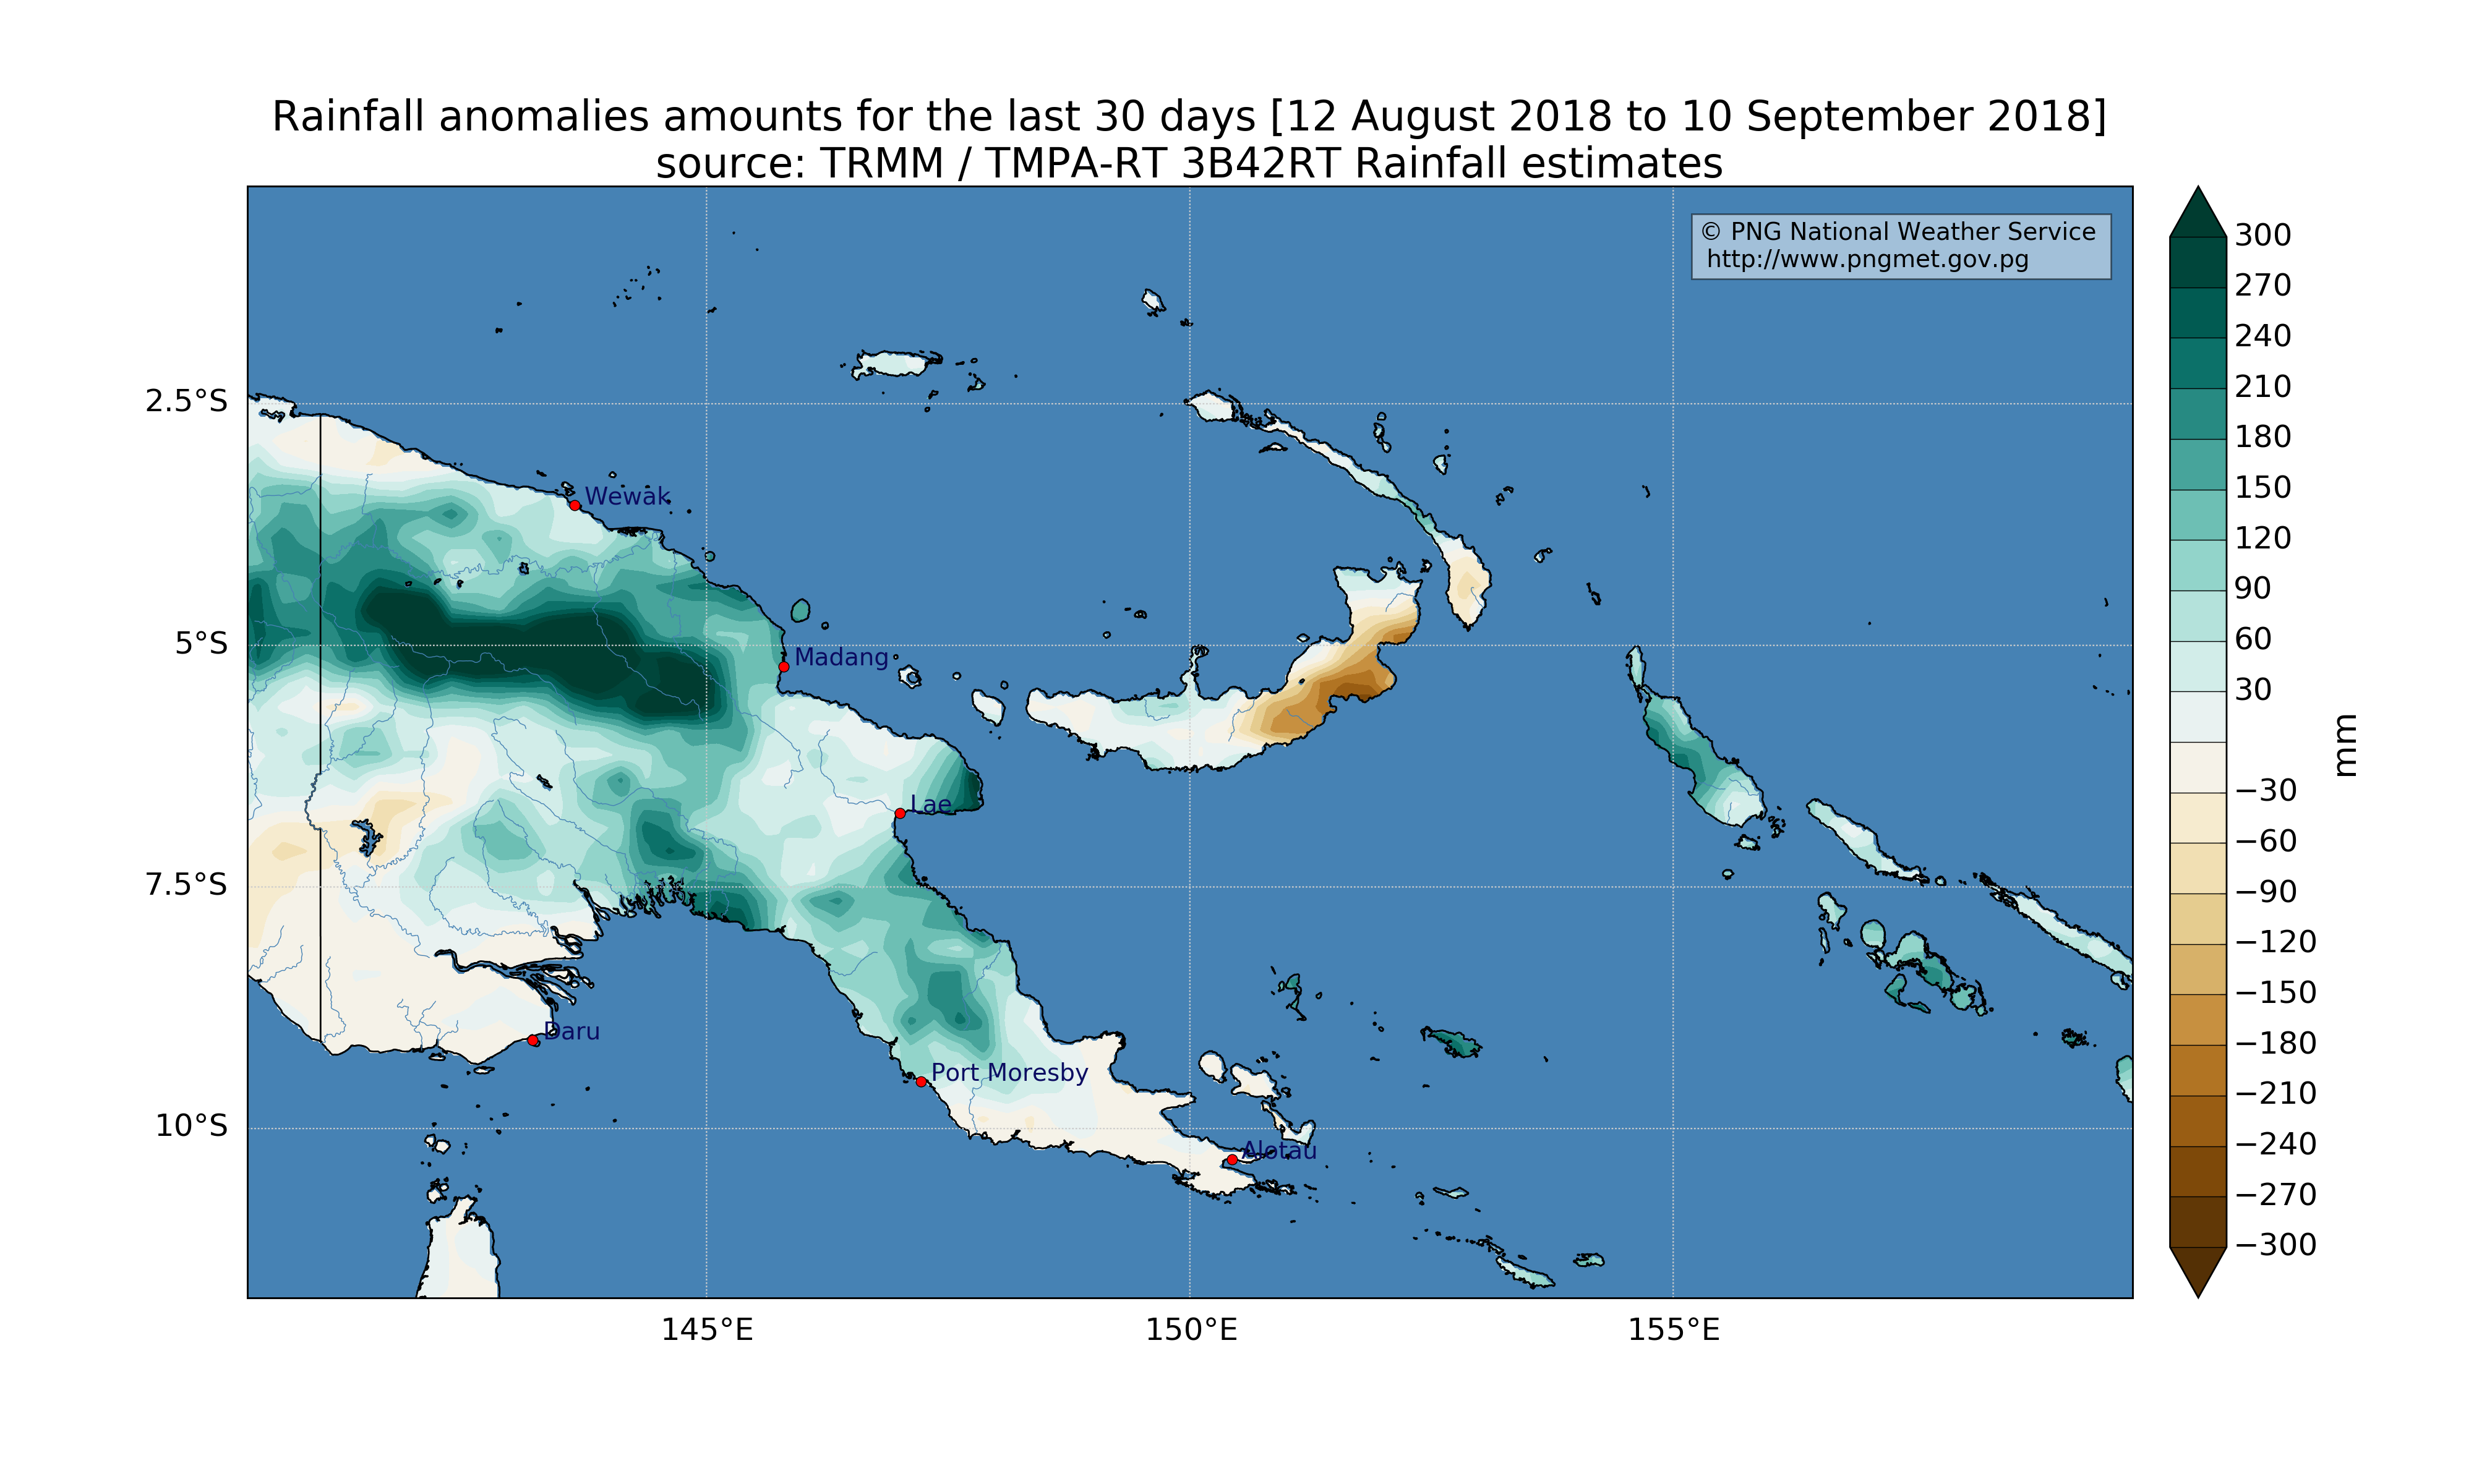 Rainfall anomalies amounts for the last 30 days [12 August 2018 to 10 September 2018]
source: TRMM / TMPA-RT 3B42RT Rainfall estimates
© PNG National Weather Service
http://www.pngmet.gov.pg
2.5°S
5°S
7.5°S
10°S
Wewak
Madang
Lae
Daru
Port Moresby
Alotau
145°E
150°E
155°E
300
270
240
210
180
150
120
90
60
30
−30
−60
−90
−120
−150
−180
−210
−240
−270
−300
mm